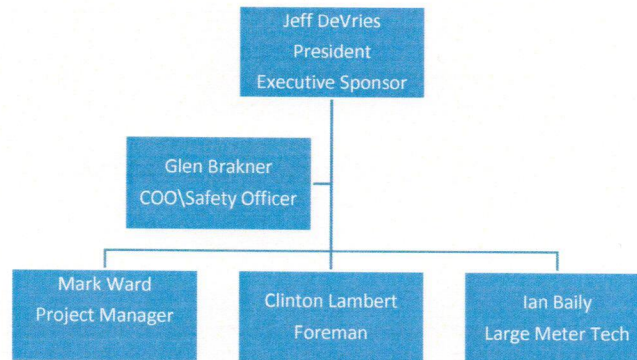 Jeff DeVries
President
Executive Sponsor
Glen Brakner
COO\Safety Officer
Mark Ward
Project Manager
Clinton Lambert
Foreman
Ian Baily
Large Meter Tech